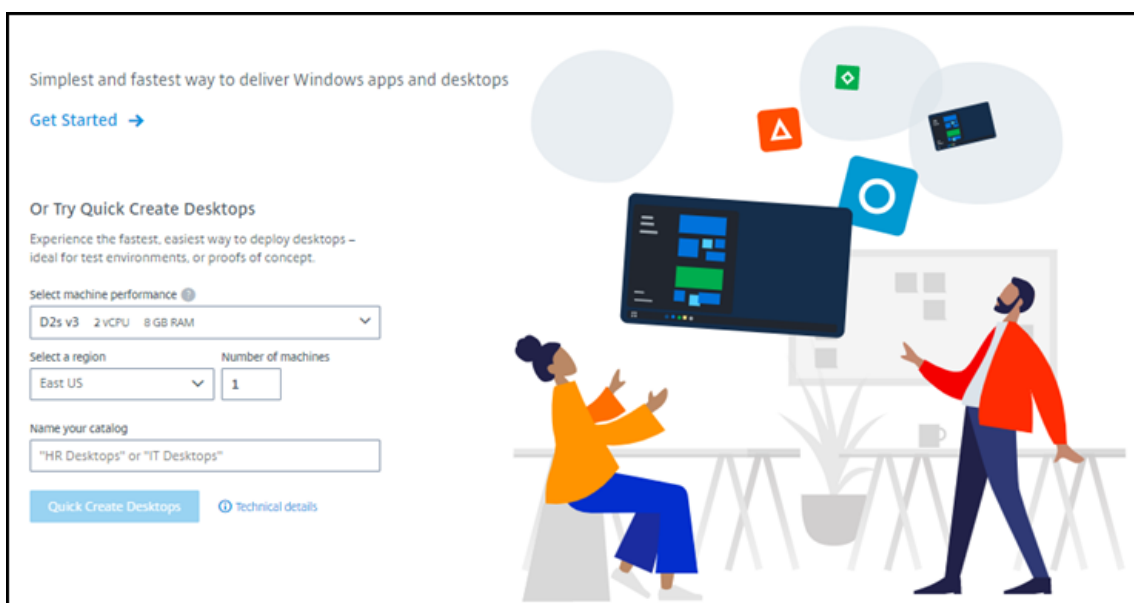 Simplest and fastest way to deliver Windows apps and desktops
Get Started →
Or Try Quick Create Desktops
Experience the fastest, easiest way to deploy desktops –
ideal for test environments, or proofs of concept.
Select machine performance ?
D2s v3 2 vCPU 8 GB RAM
Select a region Number of machines
East US 1
Name your catalog
"HR Desktops" or "IT Desktops"
Quick Create Desktops Technical details